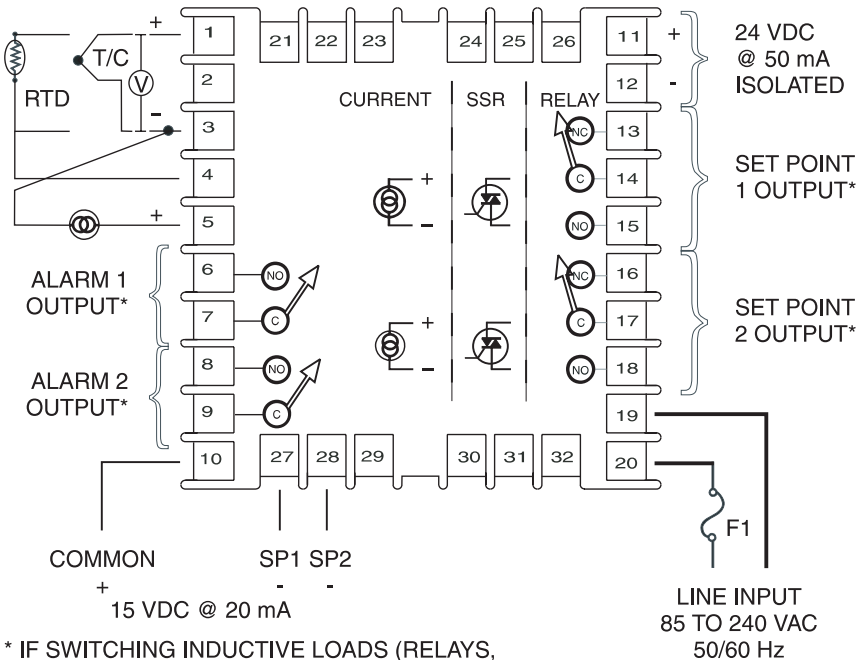 21 22 23 24 25 26
1 2 3 4 5 6 7 8 9 10
11 12 13 14 15 16 17 18 19 20
27 28 29 30 31 32
+
T/C
V
RTD
-
+
ALARM 1
OUTPUT*
ALARM 2
OUTPUT*
NO
C
NO
C
CURRENT
SSR
RELAY
+
-
+
-
NC
C
NO
NC
C
NO
+
-
24 VDC
@ 50 mA
ISOLATED
SET POINT
1 OUTPUT*
SET POINT
2 OUTPUT*
F1
COMMON
+
SP1 SP2
- -
15 VDC @ 20 mA
LINE INPUT
85 TO 240 VAC
50/60 Hz
* IF SWITCHING INDUCTIVE LOADS (RELAYS,